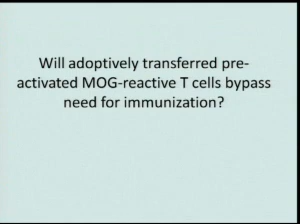 Will adoptively transferred pre-
activated MOG-reactive T cells bypass
need for immunization?